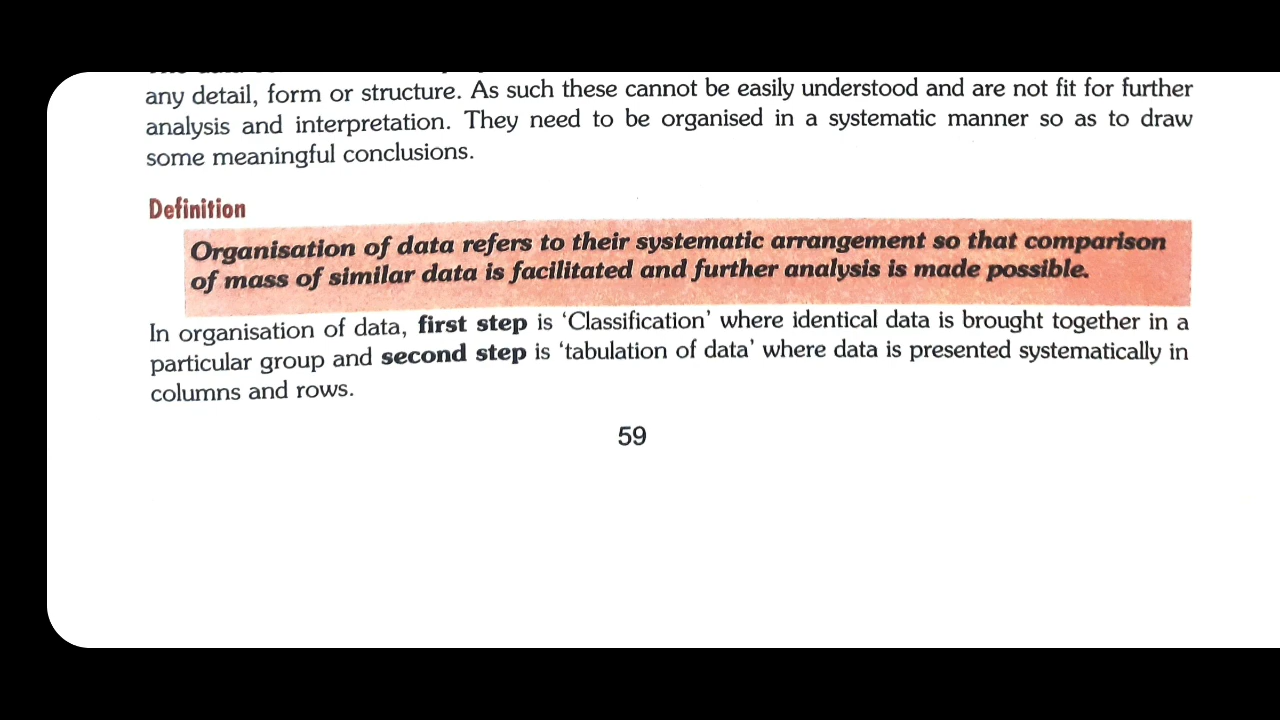 any detail, form or structure. As such these cannot be easily understood and are not fit for further
analysis and interpretation. They need to be organised in a systematic manner so as to draw
some meaningful conclusions.
Definition
Organisation of data refers to their systematic arrangement so that comparison
of mass of similar data is facilitated and further analysis is made possible.
In organisation of data, first step is ‘Classification’ where identical data is brought together in a
particular group and second step is ‘tabulation of data’ where data is presented systematically in
columns and rows.
59